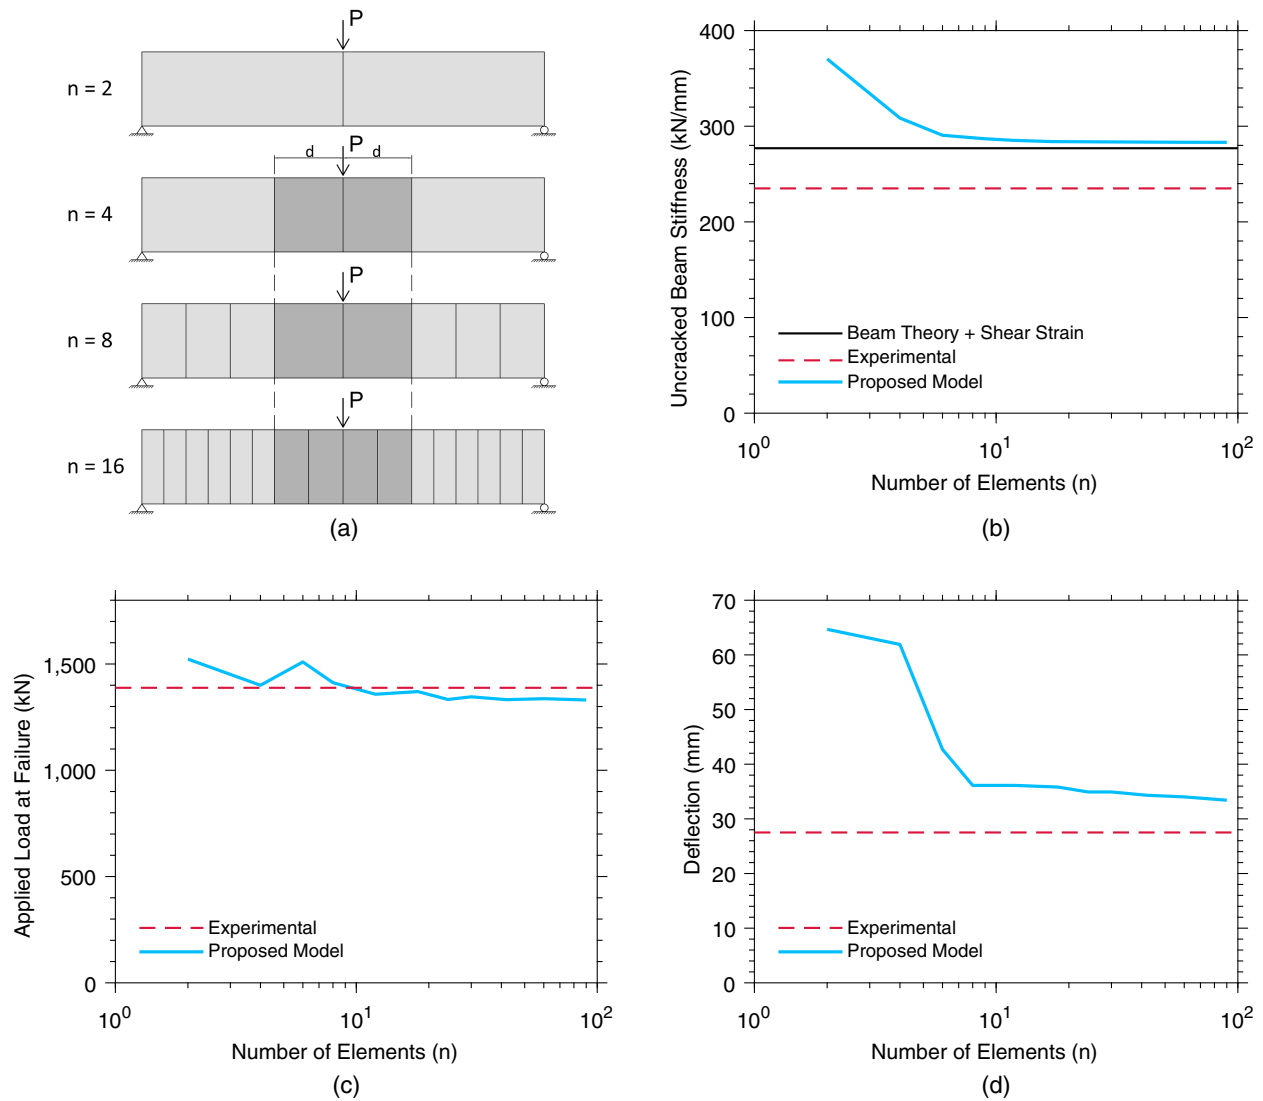 P
n = 2
P
d
d
n = 4
P
n = 8
P
n = 16
(a)
400
300
200
100
0
Uncracked Beam Stiffness (kN/mm)
Beam Theory + Shear Strain
Experimental
Proposed Model
10^0
10^1
10^2
Number of Elements (n)
(b)
1,500
1,000
500
0
Applied Load at Failure (kN)
Experimental
Proposed Model
10^0
10^1
10^2
Number of Elements (n)
(c)
70
60
50
40
30
20
10
0
Deflection (mm)
Experimental
Proposed Model
10^0
10^1
10^2
Number of Elements (n)
(d)